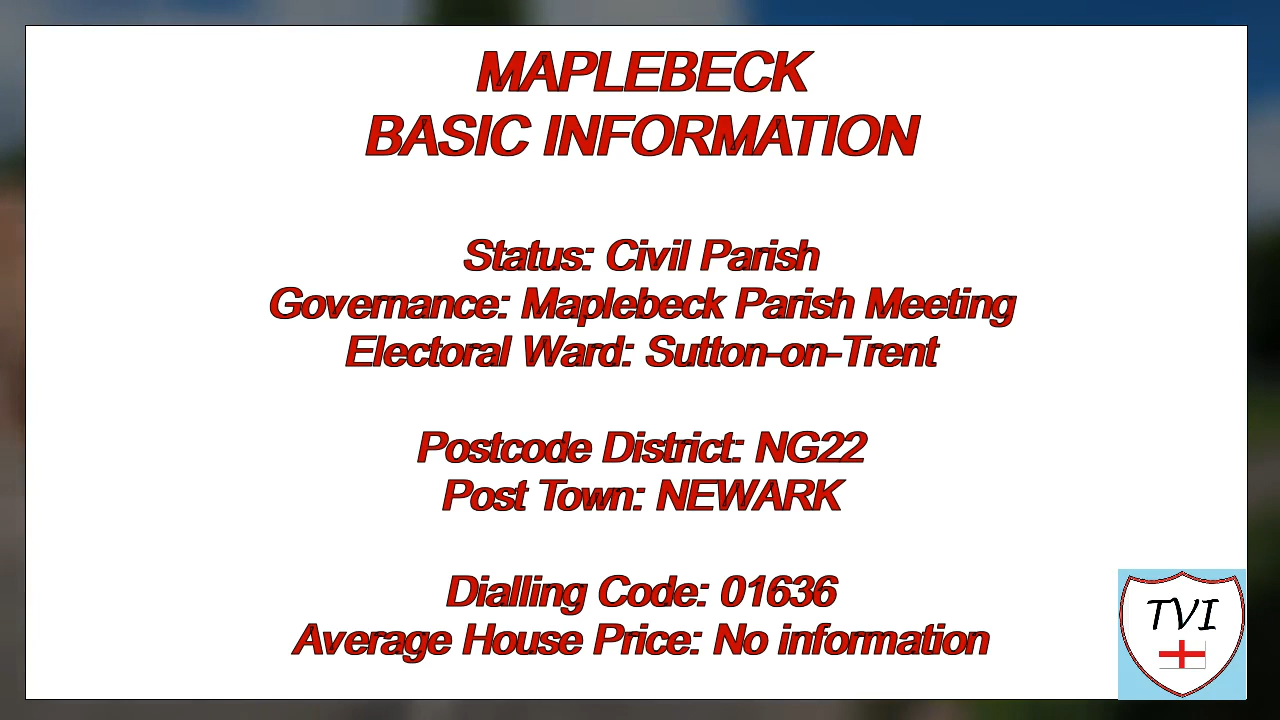 MAPLEBECK
BASIC INFORMATION
Status: Civil Parish
Governance: Maplebeck Parish Meeting
Electoral Ward: Sutton-on-Trent
Postcode District: NG22
Post Town: NEWARK
Dialling Code: 01636
Average House Price: No information
TVI